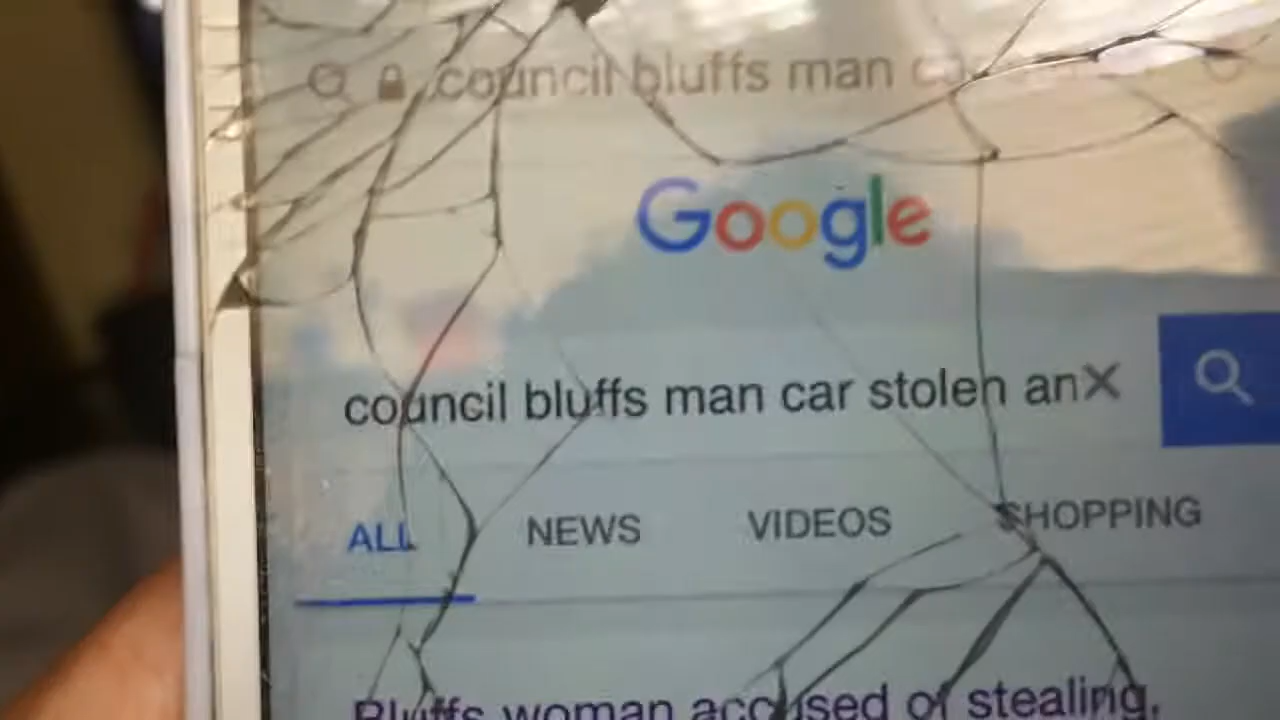 council bluffs man
Google
council bluffs man car stolen an
ALL NEWS VIDEOS SHOPPING
Bluffs woman accused of stealing,